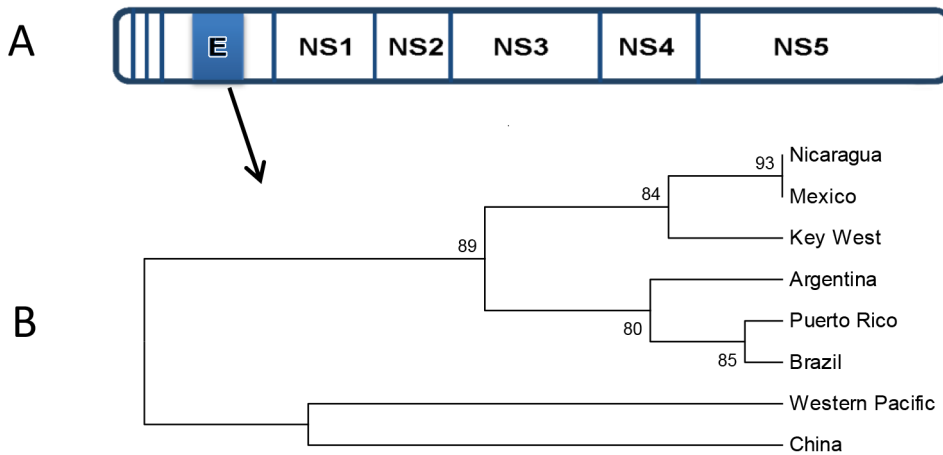 A
E NS1 NS2 NS3 NS4 NS5
B
93 Nicaragua
Mexico
84
Key West
89
Argentina
80
Puerto Rico
85
Brazil
Western Pacific
China